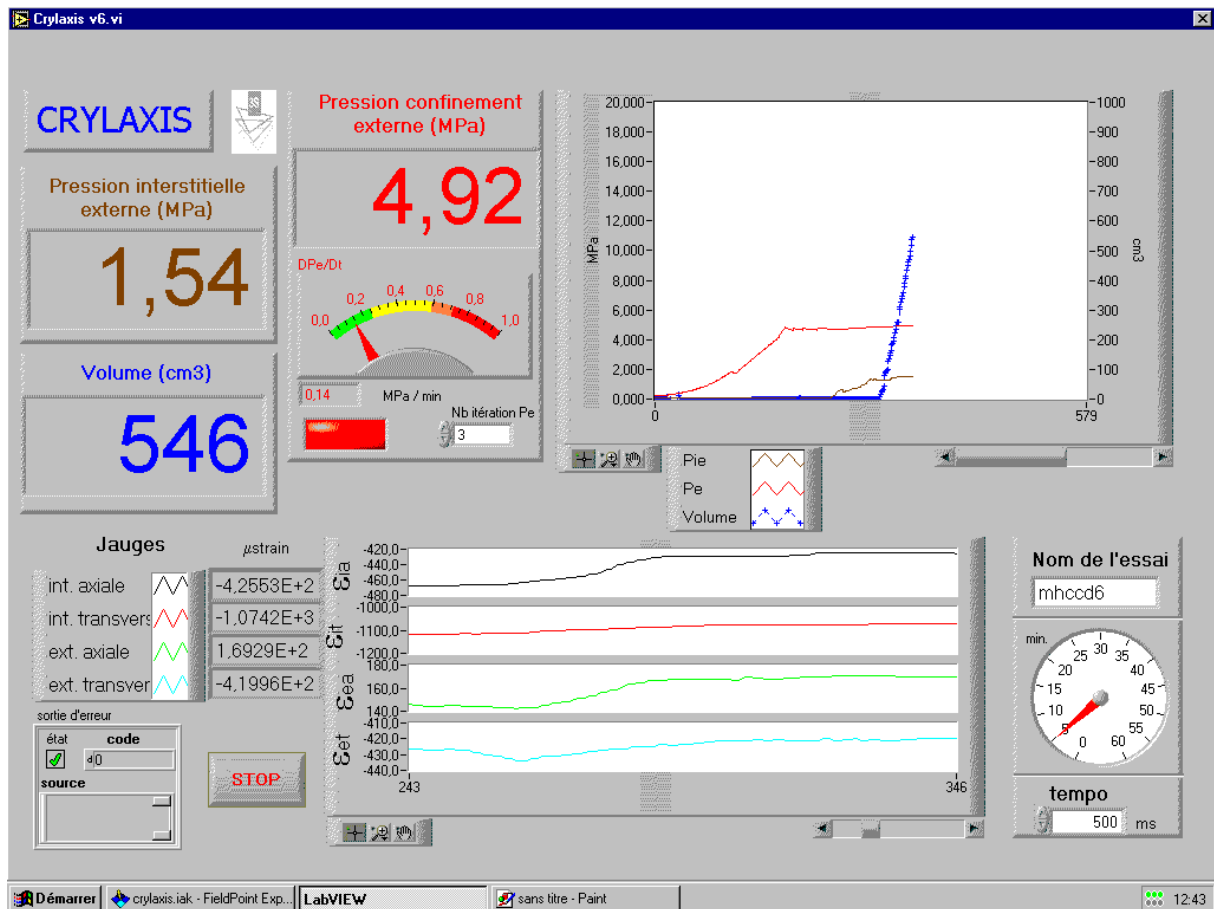 Crylaxis v6.vi
CRYLAXIS
3S
Pression interstitielle
externe (MPa)
1,54
Volume (cm3)
546
Pression confinement
externe (MPa)
4,92
DPe/Dt
0,0
0,2
0,4
0,6
0,8
1,0
0,14
MPa / min
Nb itération Pe
3
20,000
18,000
16,000
14,000
12,000
10,000
8,000
6,000
4,000
2,000
0,000
MPa
1000
900
800
700
600
500
400
300
200
100
0
cm3
0
579
Pie
Pe
Volume
Jauges
μstrain
int. axiale
-4,2553E+2
int. transvers
-1,0742E+3
ext. axiale
1,6929E+2
ext. transver
-4,1996E+2
sortie d'erreur
état
code
0
source
STOP
-420,0
-440,0
-460,0
-480,0
εia
-1000,0
-1100,0
-1200,0
εit
180,0
160,0
140,0
εea
-410,0
-420,0
-430,0
-440,0
εet
243
346
Nom de l'essai
mhccd6
min.
0
5
10
15
20
25
30
35
40
45
50
55
60
tempo
500 ms
Démarrer
crylaxis.iak - FieldPoint Exp...
LabVIEW
sans titre - Paint
12:43